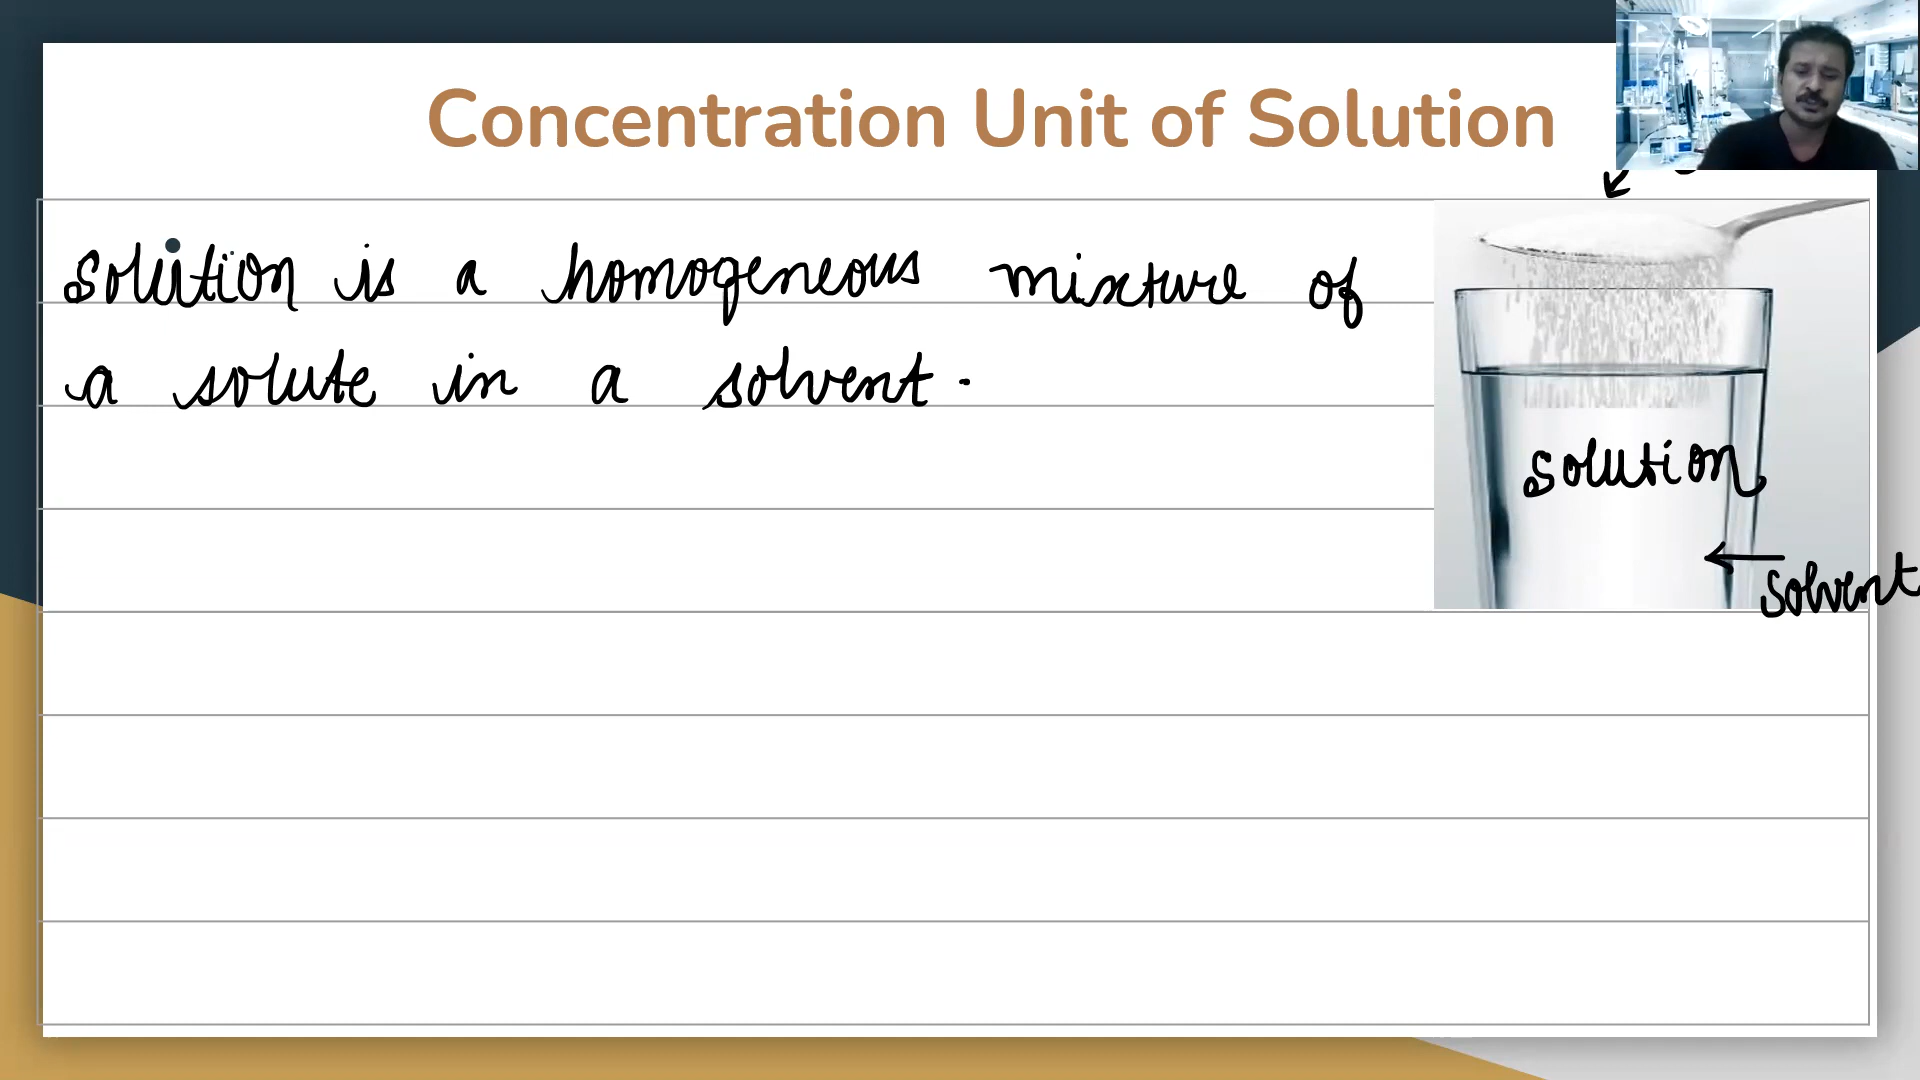 Concentration Unit of Solution
Solution is a homogeneous mixture of
a solute in a solvent.
solution
solvent